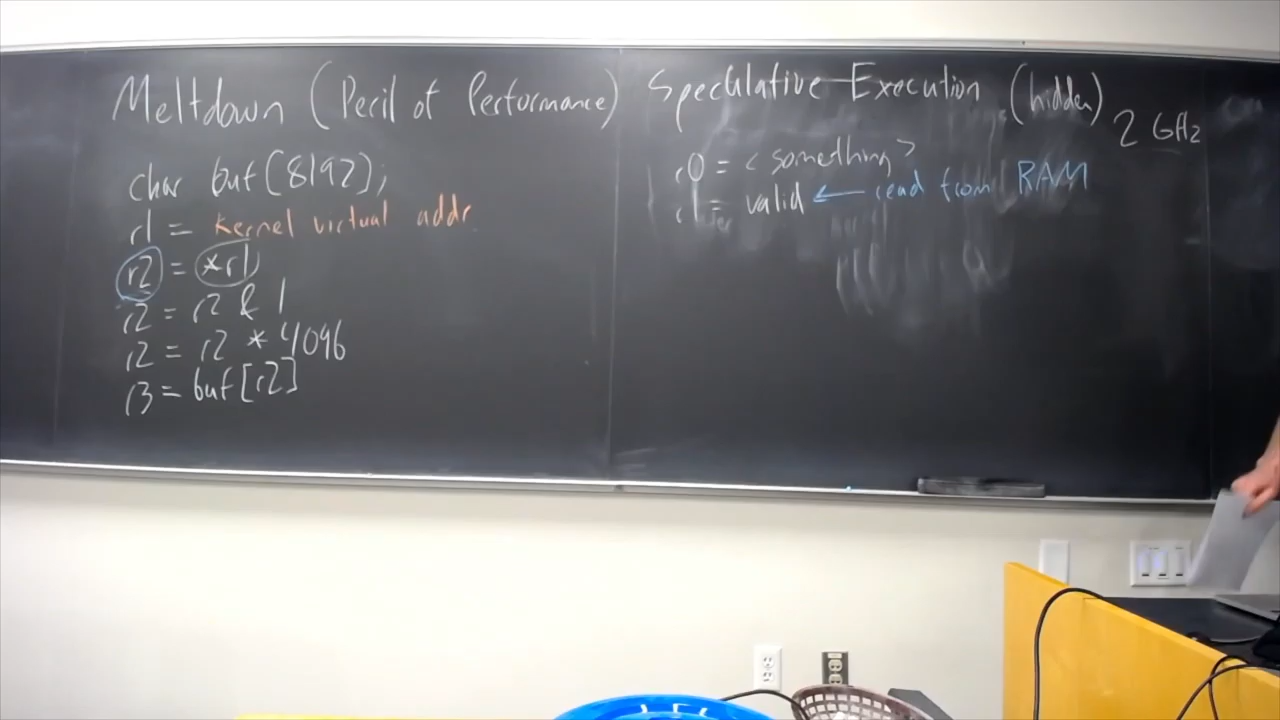 Meltdown (Peril of Performance)
char buf[8192];
r1 = kernel virtual addr.
r2 = *r1
r2 = r2 & 1
r2 = r2 * 4096
r3 = buf[r2]
Speculative Execution (hidden)
2 GHz
r0 = <something>
r1 = valid ← read from RAM